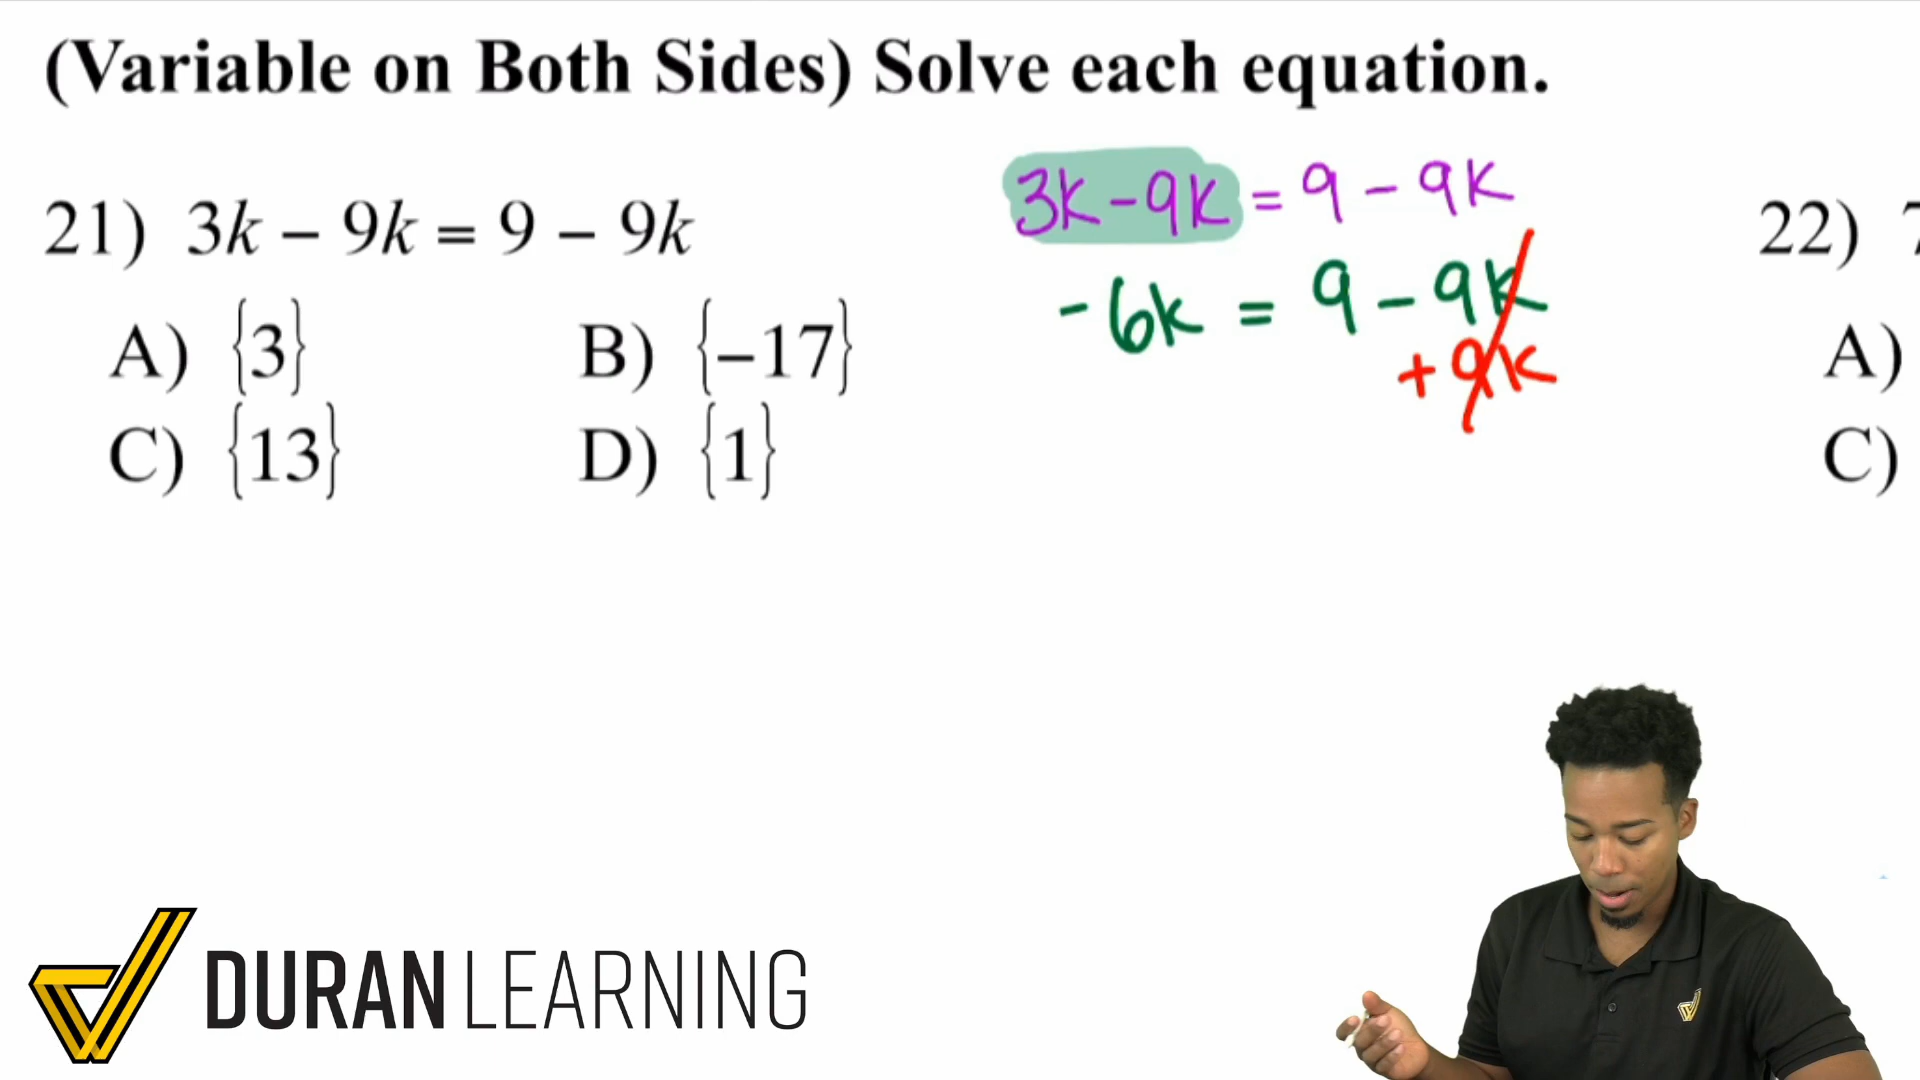 (Variable on Both Sides) Solve each equation.
21) 3k – 9k = 9 – 9k
A) {3} B) {–17}
C) {13} D) {1}
3k - 9k = 9 - 9k
-6k = 9 - 9k
+9k
22) 7
A)
C)
DURAN LEARNING